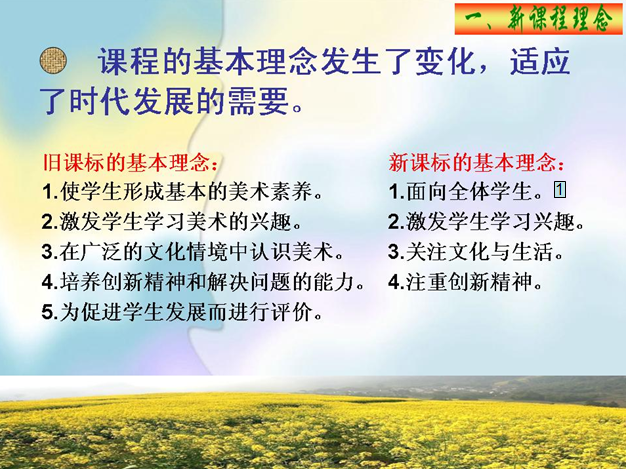 一、新课程理念
课程的基本理念发生了变化，适应
了时代发展的需要。
旧课标的基本理念：
1.使学生形成基本的美术素养。
2.激发学生学习美术的兴趣。
3.在广泛的文化情境中认识美术。
4.培养创新精神和解决问题的能力。
5.为促进学生发展而进行评价。
新课标的基本理念：
1.面向全体学生。1
2.激发学生学习兴趣。
3.关注文化与生活。
4.注重创新精神。